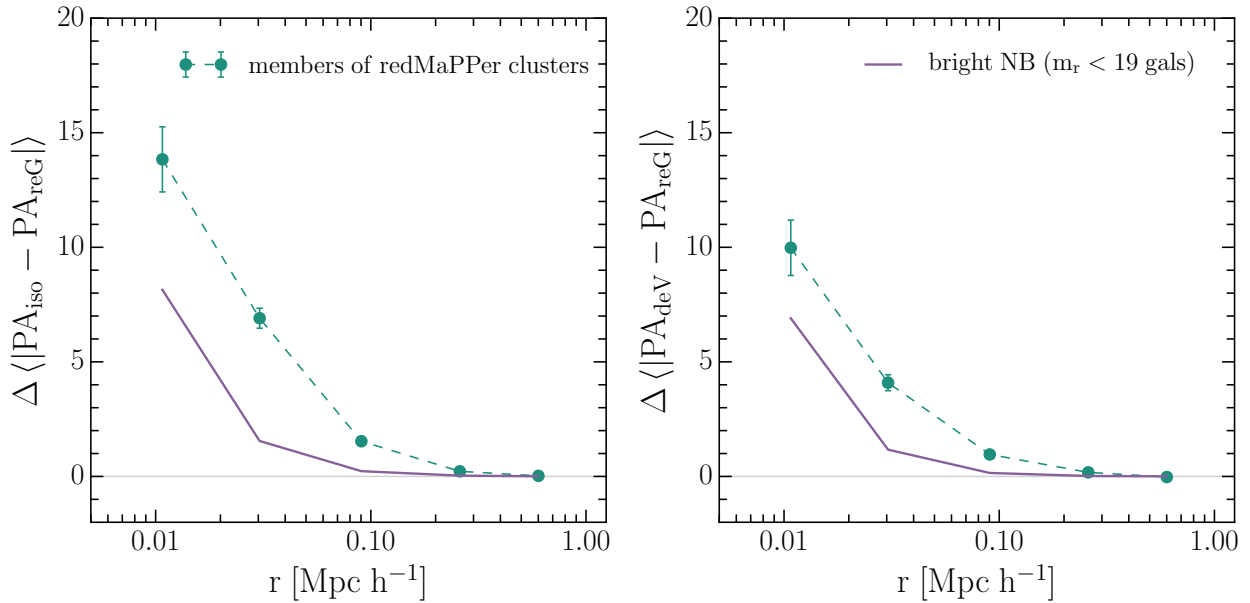 20
15
10
5
0
0.01 0.10 1.00
r [Mpc h⁻¹]
Δ ⟨|PA_iso − PA_reG|⟩
members of redMaPPer clusters
20
15
10
5
0
0.01 0.10 1.00
r [Mpc h⁻¹]
Δ ⟨|PA_deV − PA_reG|⟩
bright NB (m_r < 19 gals)